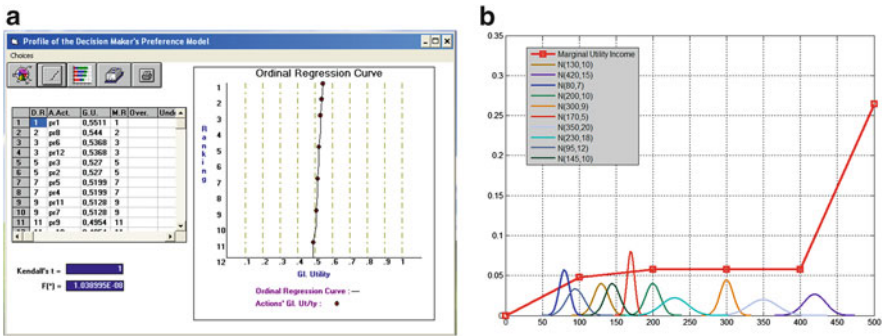 a
Profile of the Decision Maker's Preference Model
Choices
D.R A.Act. G.U. M.R Over. Unde
1 1 pr1 0,5511 1
2 2 pr8 0,544 2
3 3 pr6 0,5368 3
4 3 pr12 0,5368 3
5 5 pr3 0,527 5
6 5 pr2 0,527 5
7 7 pr5 0,5199 7
8 7 pr4 0,5199 7
9 9 pr11 0,5128 9
10 9 pr7 0,5128 9
11 11 pr9 0,4954 11
Kendall's t = 1
F(*) = 1.038995E-08
Ordinal Regression Curve
Ranking
1
2
3
4
5
6
7
8
9
10
11
12 .1 .2 .3 .4 .5 .6 .7 .8 .9 1
Gl. Utility
Ordinal Regression Curve : ---
Actions' Gl. Ut/ty :
b
0.35
0.3
0.25
0.2
0.15
0.1
0.05
0
0 50 100 150 200 250 300 350 400 450 500
Marginal Utility Income
N(130,10)
N(420,15)
N(80,7)
N(200,10)
N(300,9)
N(170,5)
N(350,20)
N(230,18)
N(95,12)
N(145,10)